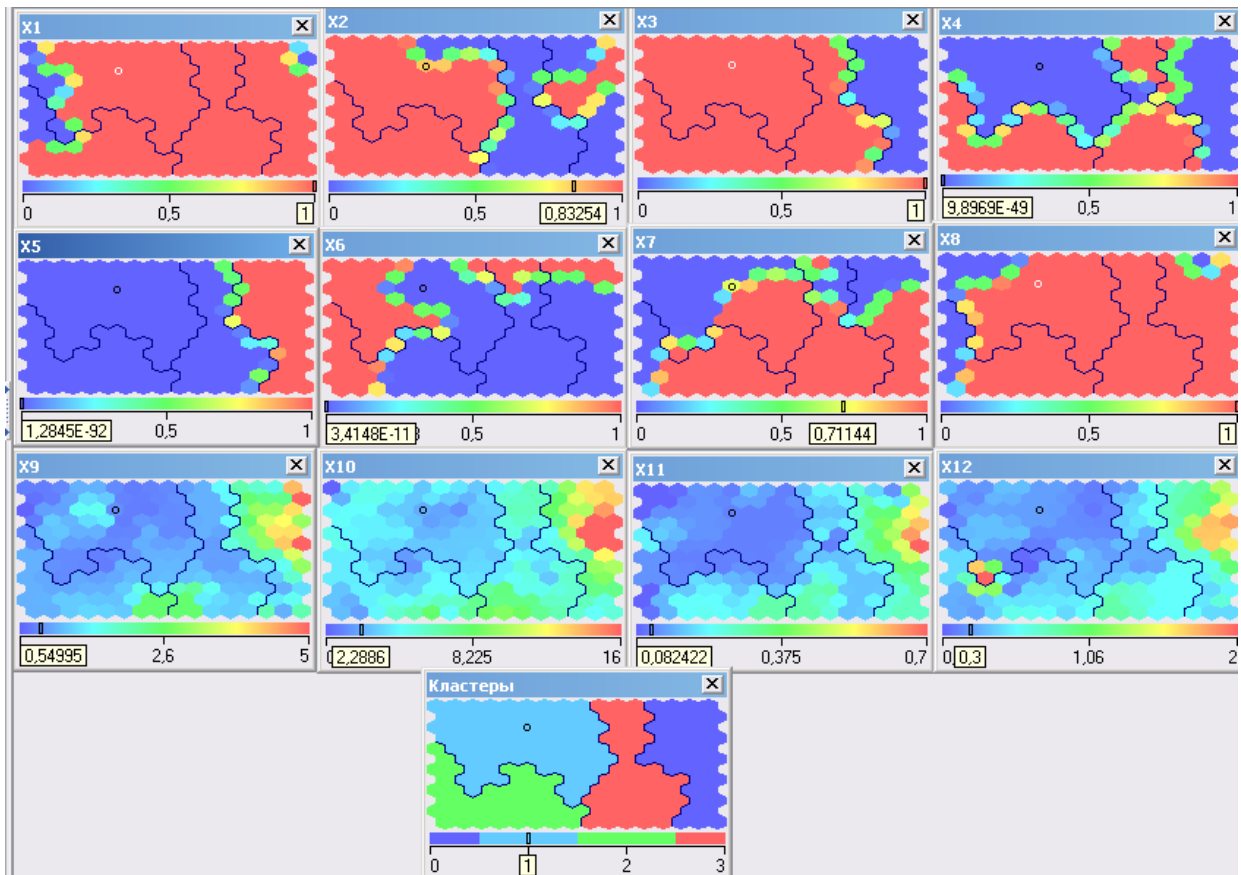 X1
X2
X3
X4
0 0,5 1
0 0,5 0,83254 1
0 0,5 1
9,8969E-49 0,5 1
X5
X6
X7
X8
1,2845E-92 0,5 1
3,4148E-11 0,5 1
0 0,5 0,71144 1
0 0,5 1
X9
X10
X11
X12
0,54995 2,6 5
2,2886 8,225 16
0,082422 0,375 0,7
0,3 1,06 2
Кластеры
0 1 2 3